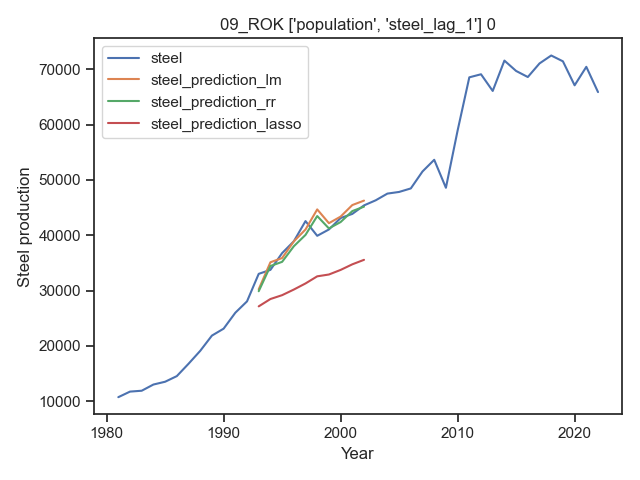 09_ROK ['population', 'steel_lag_1'] 0
steel
steel_prediction_lm
steel_prediction_rr
steel_prediction_lasso
Steel production
70000
60000
50000
40000
30000
20000
10000
1980
1990
2000
2010
2020
Year